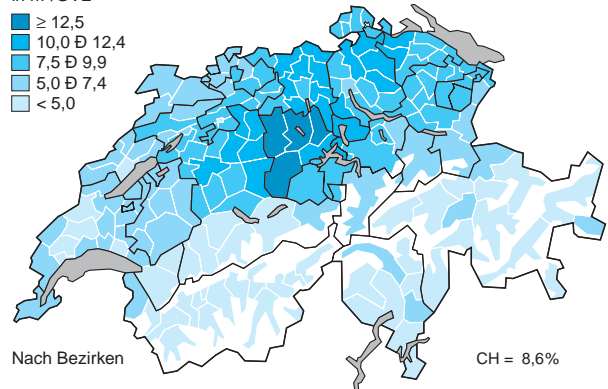 ≥ 12,5
10,0 Ð 12,4
7,5 Ð 9,9
5,0 Ð 7,4
< 5,0
Nach Bezirken
CH = 8,6%